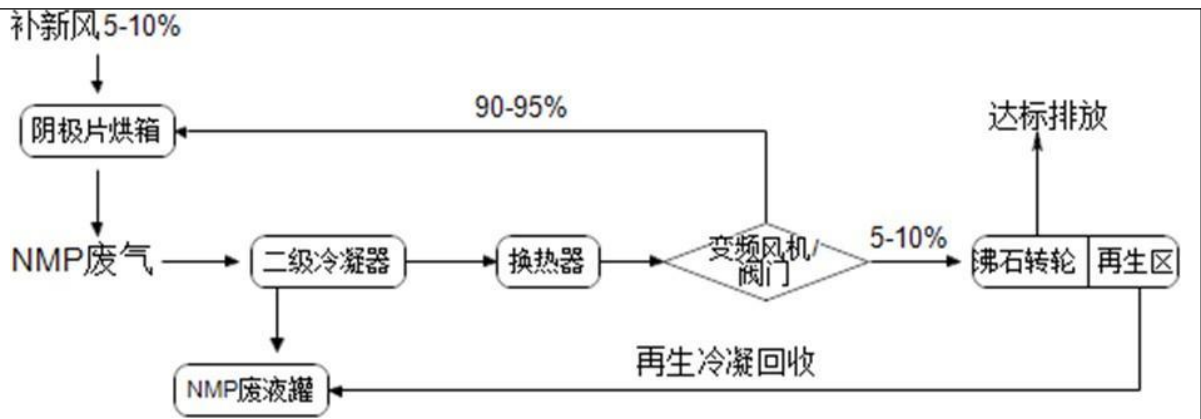 补新风5-10%
90-95%
达标排放
阴极片烘箱
NMP废气
二级冷凝器
换热器
变频风机/
阀门
5-10%
沸石转轮
再生区
再生冷凝回收
NMP废液罐